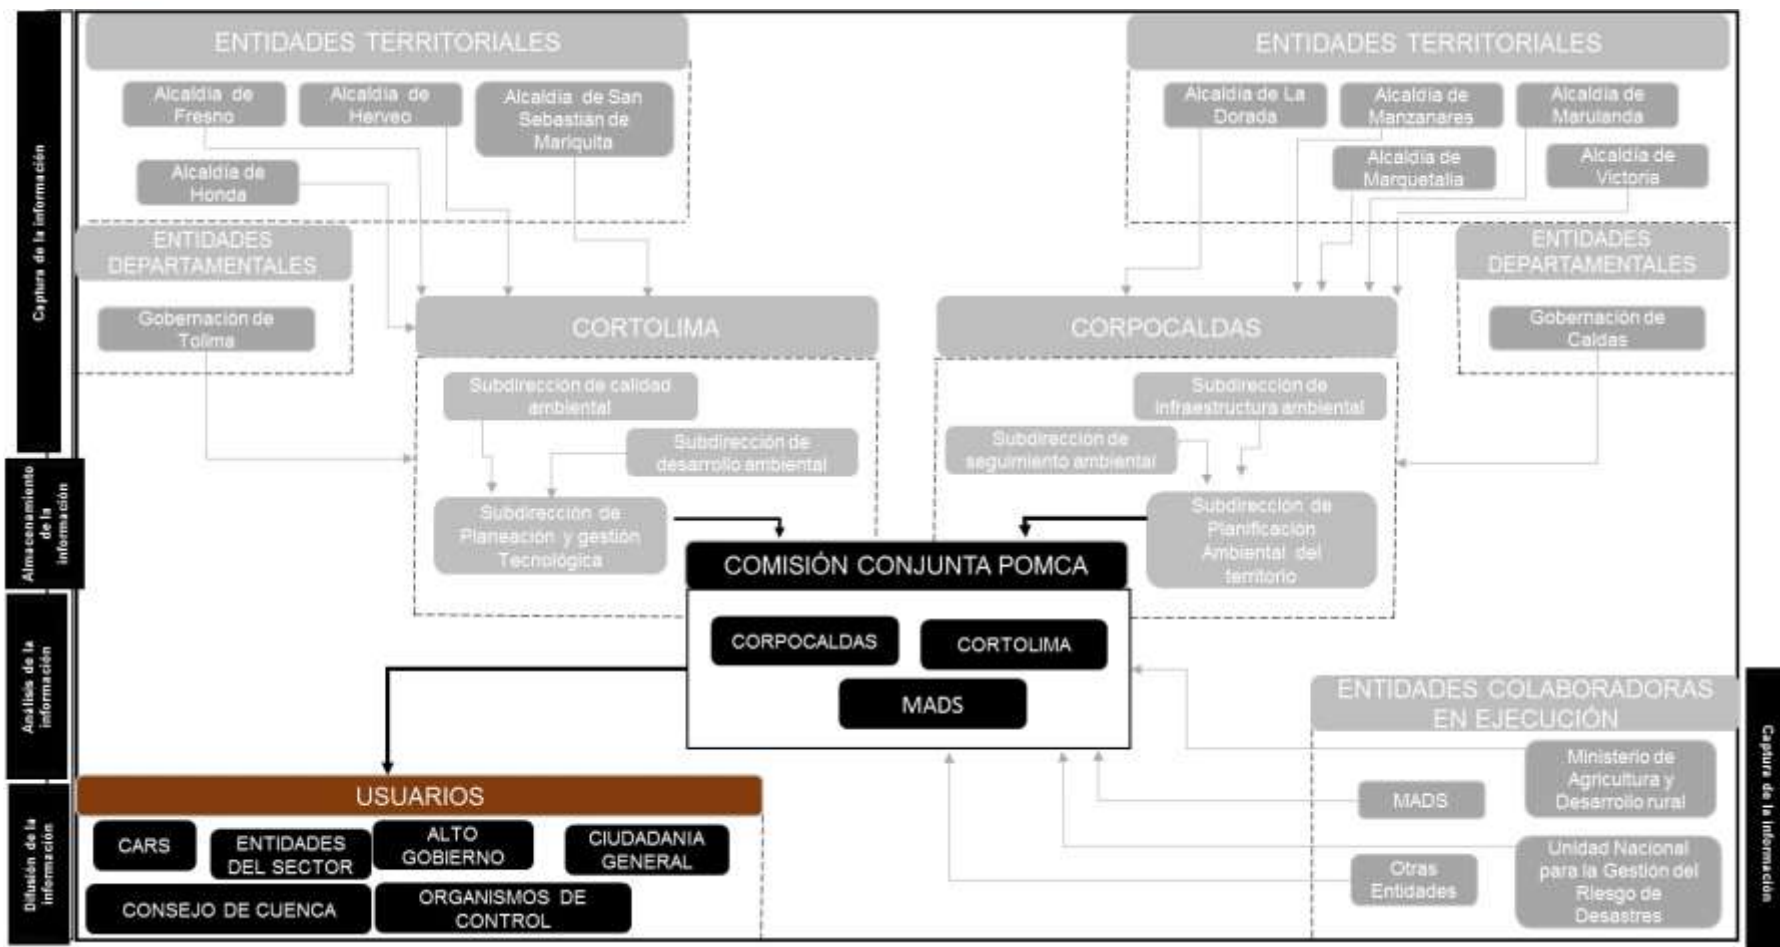 Captura de la información
Almacenamiento
de la
información
Análisis de la
información
Difusión de la
información
ENTIDADES TERRITORIALES
Alcaldía de
Fresno
Alcaldía de
Herveo
Alcaldía de San
Sebastián de
Mariquita
Alcaldía de
Honda
ENTIDADES
DEPARTAMENTALES
Gobernación de
Tolima
ENTIDADES TERRITORIALES
Alcaldía de La
Dorada
Alcaldía de
Manzanares
Alcaldía de
Marulanda
Alcaldía de
Marquetalia
Alcaldía de
Victoria
ENTIDADES
DEPARTAMENTALES
Gobernación de
Caldas
CORTOLIMA
Subdirección de calidad
ambiental
Subdirección de
desarrollo ambiental
Subdirección de
Planeación y gestión
Tecnológica
CORPOCALDAS
Subdirección de
infraestructura ambiental
Subdirección de
seguimiento ambiental
Subdirección de
Planificación
Ambiental del
territorio
COMISIÓN CONJUNTA POMCA
CORPOCALDAS
CORTOLIMA
MADS
USUARIOS
CARS
ENTIDADES
DEL SECTOR
ALTO
GOBIERNO
CIUDADANIA
GENERAL
CONSEJO DE CUENCA
ORGANISMOS DE
CONTROL
ENTIDADES COLABORADORAS
EN EJECUCIÓN
Ministerio de
Agricultura y
Desarrollo rural
MADS
Unidad Nacional
para la Gestión del
Riesgo de
Desastres
Otras
Entidades
Captura de la información